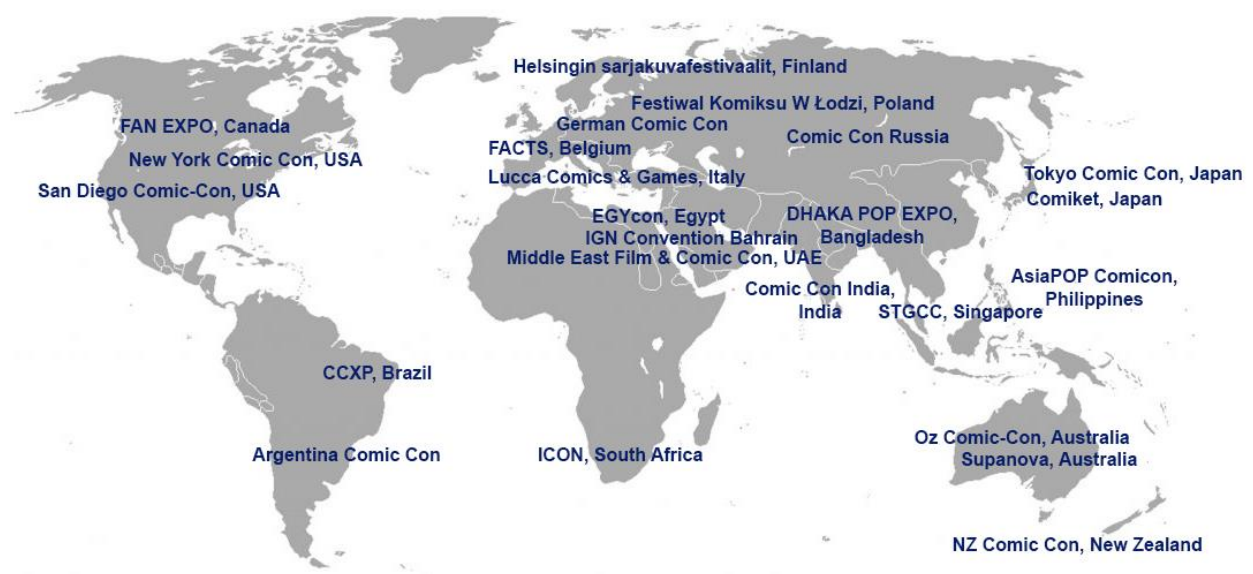 Helsingin sarjakuvafestivaalit, Finland
Festiwal Komiksu W Łodzi, Poland
FAN EXPO, Canada
German Comic Con
Comic Con Russia
New York Comic Con, USA
FACTS, Belgium
San Diego Comic-Con, USA
Lucca Comics & Games, Italy
Tokyo Comic Con, Japan
Comiket, Japan
EGYcon, Egypt
DHAKA POP EXPO,
Bangladesh
IGN Convention Bahrain
Middle East Film & Comic Con, UAE
AsiaPOP Comicon,
Philippines
Comic Con India,
India
STGCC, Singapore
CCXP, Brazil
Argentina Comic Con
ICON, South Africa
Oz Comic-Con, Australia
Supanova, Australia
NZ Comic Con, New Zealand